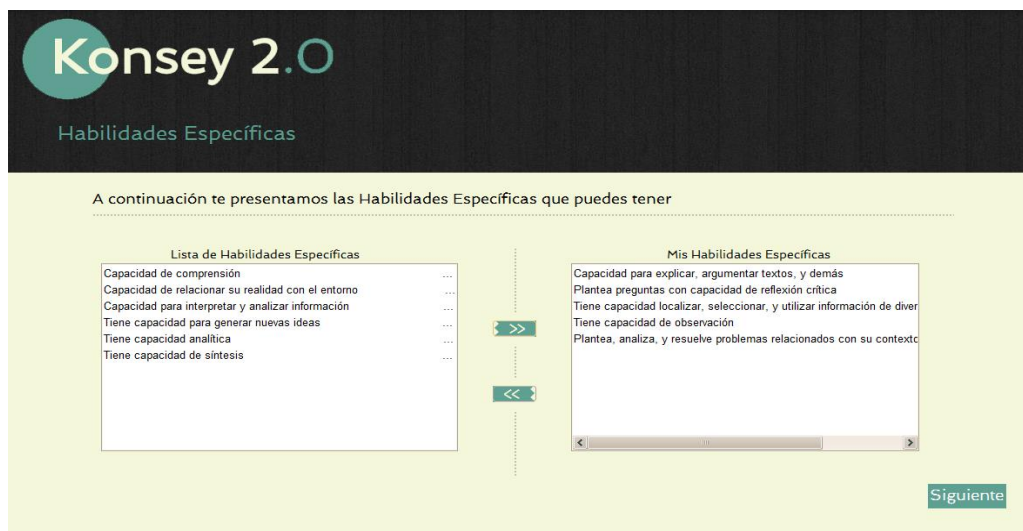 Konsey 2.0
Habilidades Específicas
A continuación te presentamos las Habilidades Específicas que puedes tener
Lista de Habilidades Específicas
Capacidad de comprensión ...
Capacidad de relacionar su realidad con el entorno ...
Capacidad para interpretar y analizar información ...
Tiene capacidad para generar nuevas ideas ...
Tiene capacidad analítica ...
Tiene capacidad de síntesis ...
>>
<<
Mis Habilidades Específicas
Capacidad para explicar, argumentar textos, y demás
Plantea preguntas con capacidad de reflexión crítica
Tiene capacidad localizar, seleccionar, y utilizar información de diver
Tiene capacidad de observación
Plantea, analiza, y resuelve problemas relacionados con su contexto
Siguiente